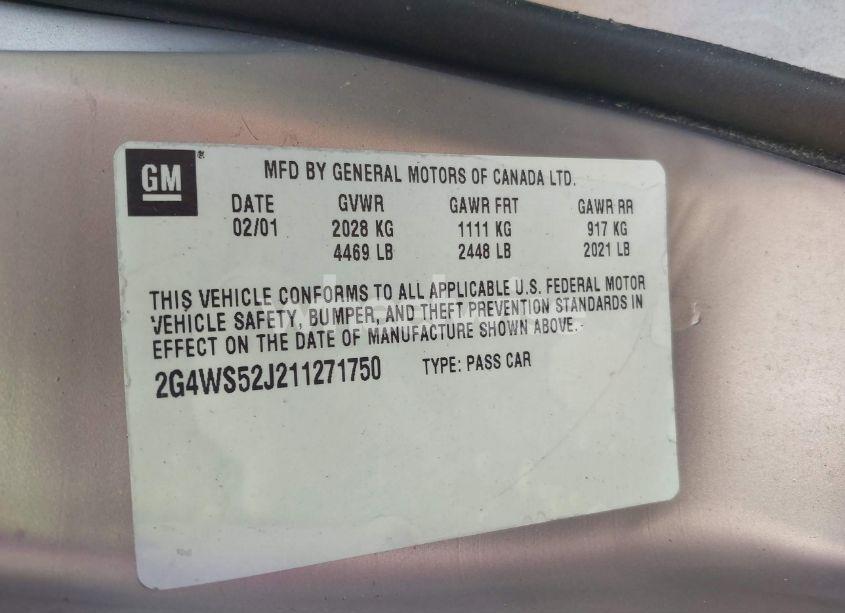 GM® MFD BY GENERAL MOTORS OF CANADA LTD.
DATE GVWR GAWR FRT GAWR RR
02/01 2028 KG 1111 KG 917 KG
4469 LB 2448 LB 2021 LB
THIS VEHICLE CONFORMS TO ALL APPLICABLE U.S. FEDERAL MOTOR
VEHICLE SAFETY, BUMPER, AND THEFT PREVENTION STANDARDS IN
EFFECT ON THE DATE OF MANUFACTURE SHOWN ABOVE.
2G4WS52J211271750 TYPE: PASS CAR